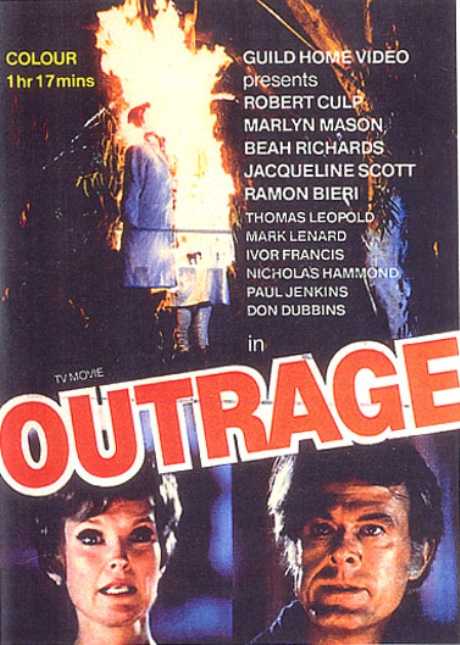 COLOUR
1hr 17mins
GUILD HOME VIDEO
presents
ROBERT CULP
MARLYN MASON
BEAH RICHARDS
JACQUELINE SCOTT
RAMON BIERI
THOMAS LEOPOLD
MARK LENARD
IVOR FRANCIS
NICHOLAS HAMMOND
PAUL JENKINS
DON DUBBINS
in
TV MOVIE
OUTRAGE